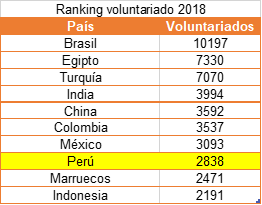 Ranking voluntariado 2018
País Voluntariados
Brasil 10197
Egipto 7330
Turquía 7070
India 3994
China 3592
Colombia 3537
México 3093
Perú 2838
Marruecos 2471
Indonesia 2191